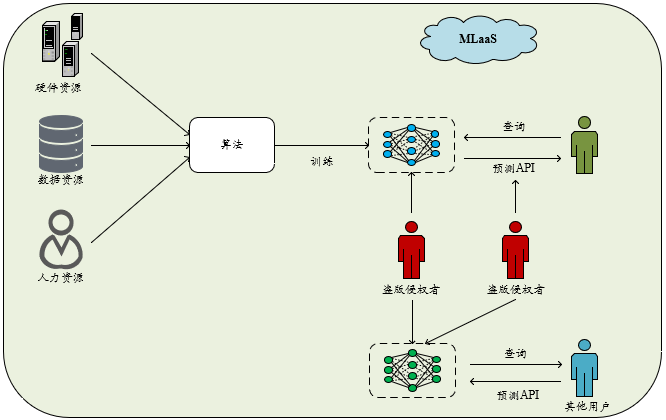 MLaaS
硬件资源
数据资源
人力资源
算法
训练
查询
预测API
盗版侵权者
盗版侵权者
查询
预测API
其他用户